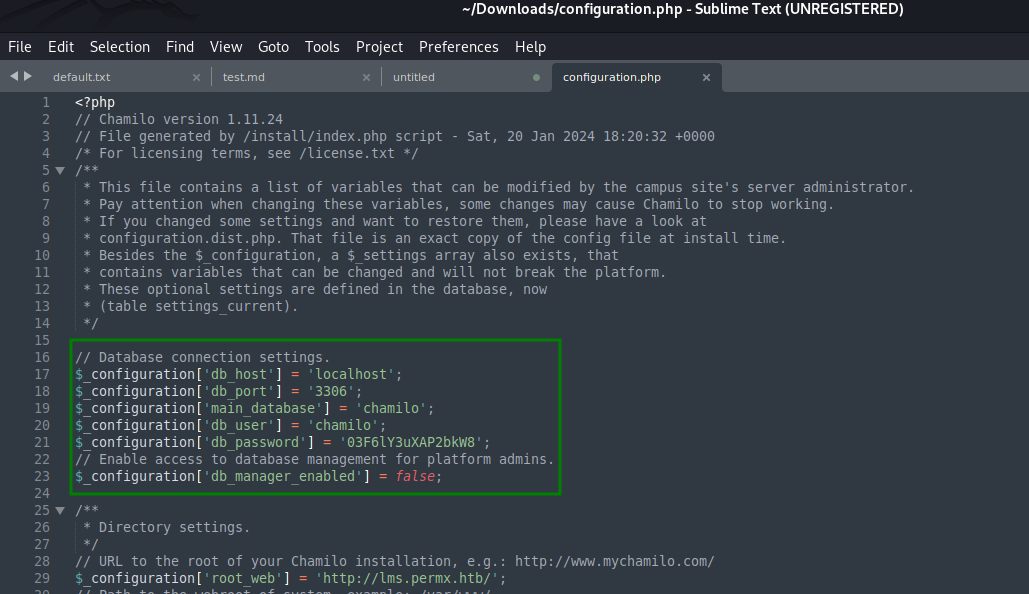 ~/Downloads/configuration.php - Sublime Text (UNREGISTERED)
File Edit Selection Find View Goto Tools Project Preferences Help
default.txt × test.md × untitled configuration.php ×
1 <?php
2 // Chamilo version 1.11.24
3 // File generated by /install/index.php script - Sat, 20 Jan 2024 18:20:32 +0000
4 /* For licensing terms, see /license.txt */
5 /**
6  * This file contains a list of variables that can be modified by the campus site's server administrator.
7  * Pay attention when changing these variables, some changes may cause Chamilo to stop working.
8  * If you changed some settings and want to restore them, please have a look at
9  * configuration.dist.php. That file is an exact copy of the config file at install time.
10  * Besides the $_configuration, a $_settings array also exists, that
11  * contains variables that can be changed and will not break the platform.
12  * These optional settings are defined in the database, now
13  * (table settings_current).
14  */
15
16 // Database connection settings.
17 $_configuration['db_host'] = 'localhost';
18 $_configuration['db_port'] = '3306';
19 $_configuration['main_database'] = 'chamilo';
20 $_configuration['db_user'] = 'chamilo';
21 $_configuration['db_password'] = '03F6lY3uXAP2bkW8';
22 // Enable access to database management for platform admins.
23 $_configuration['db_manager_enabled'] = false;
24
25 /**
26  * Directory settings.
27  */
28 // URL to the root of your Chamilo installation, e.g.: http://www.mychamilo.com/
29 $_configuration['root_web'] = 'http://lms.permx.htb/';